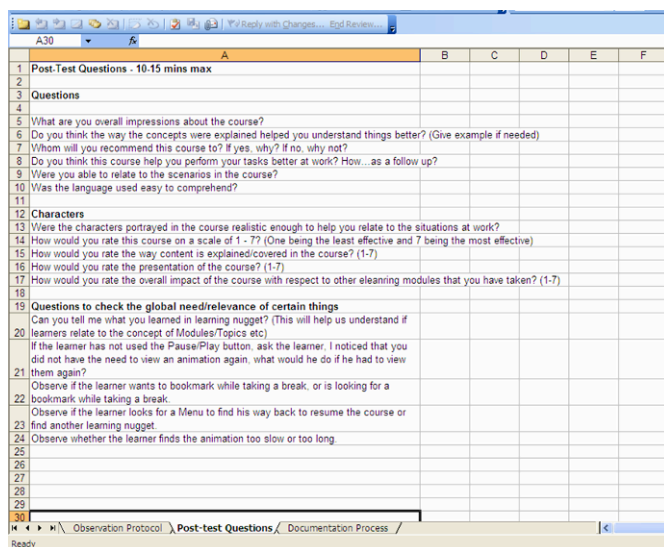 Reply with Changes... End Review...
A30
fx
A B C D E F
1 Post-Test Questions - 10-15 mins max
2
3 Questions
4
5 What are you overall impressions about the course?
6 Do you think the way the concepts were explained helped you understand things better? (Give example if needed)
7 Whom will you recommend this course to? If yes, why? If no, why not?
8 Do you think this course help you perform your tasks better at work? How...as a follow up?
9 Were you able to relate to the scenarios in the course?
10 Was the language used easy to comprehend?
11
12 Characters
13 Were the characters portrayed in the course realistic enough to help you relate to the situations at work?
14 How would you rate this course on a scale of 1 - 7? (One being the least effective and 7 being the most effective)
15 How would you rate the way content is explained/covered in the course? (1-7)
16 How would you rate the presentation of the course? (1-7)
17 How would you rate the overall impact of the course with respect to other eleanring modules that you have taken? (1-7)
18
19 Questions to check the global need/relevance of certain things
Can you tell me what you learned in learning nugget? (This will help us understand if
20 learners relate to the concept of Modules/Topics etc)
If the learner has not used the Pause/Play button, ask the learner, I noticed that you
did not have the need to view an animation again, what would he do if he had to view
21 them again?
Observe if the learner wants to bookmark while taking a break, or is looking for a
22 bookmark while taking a break.
Observe if the learner looks for a Menu to find his way back to resume the course or
23 find another learning nugget.
24 Observe whether the learner finds the animation too slow or too long.
25
26
27
28
29
30
Observation Protocol Post-test Questions Documentation Process
Ready